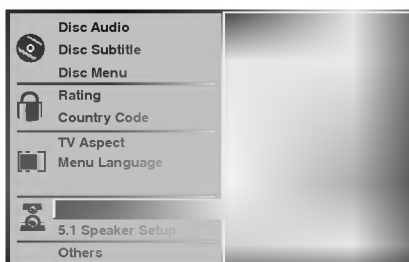 Disc Audio
Disc Subtitle
Disc Menu
Rating
Country Code
TV Aspect
Menu Language
5.1 Speaker Setup
Others